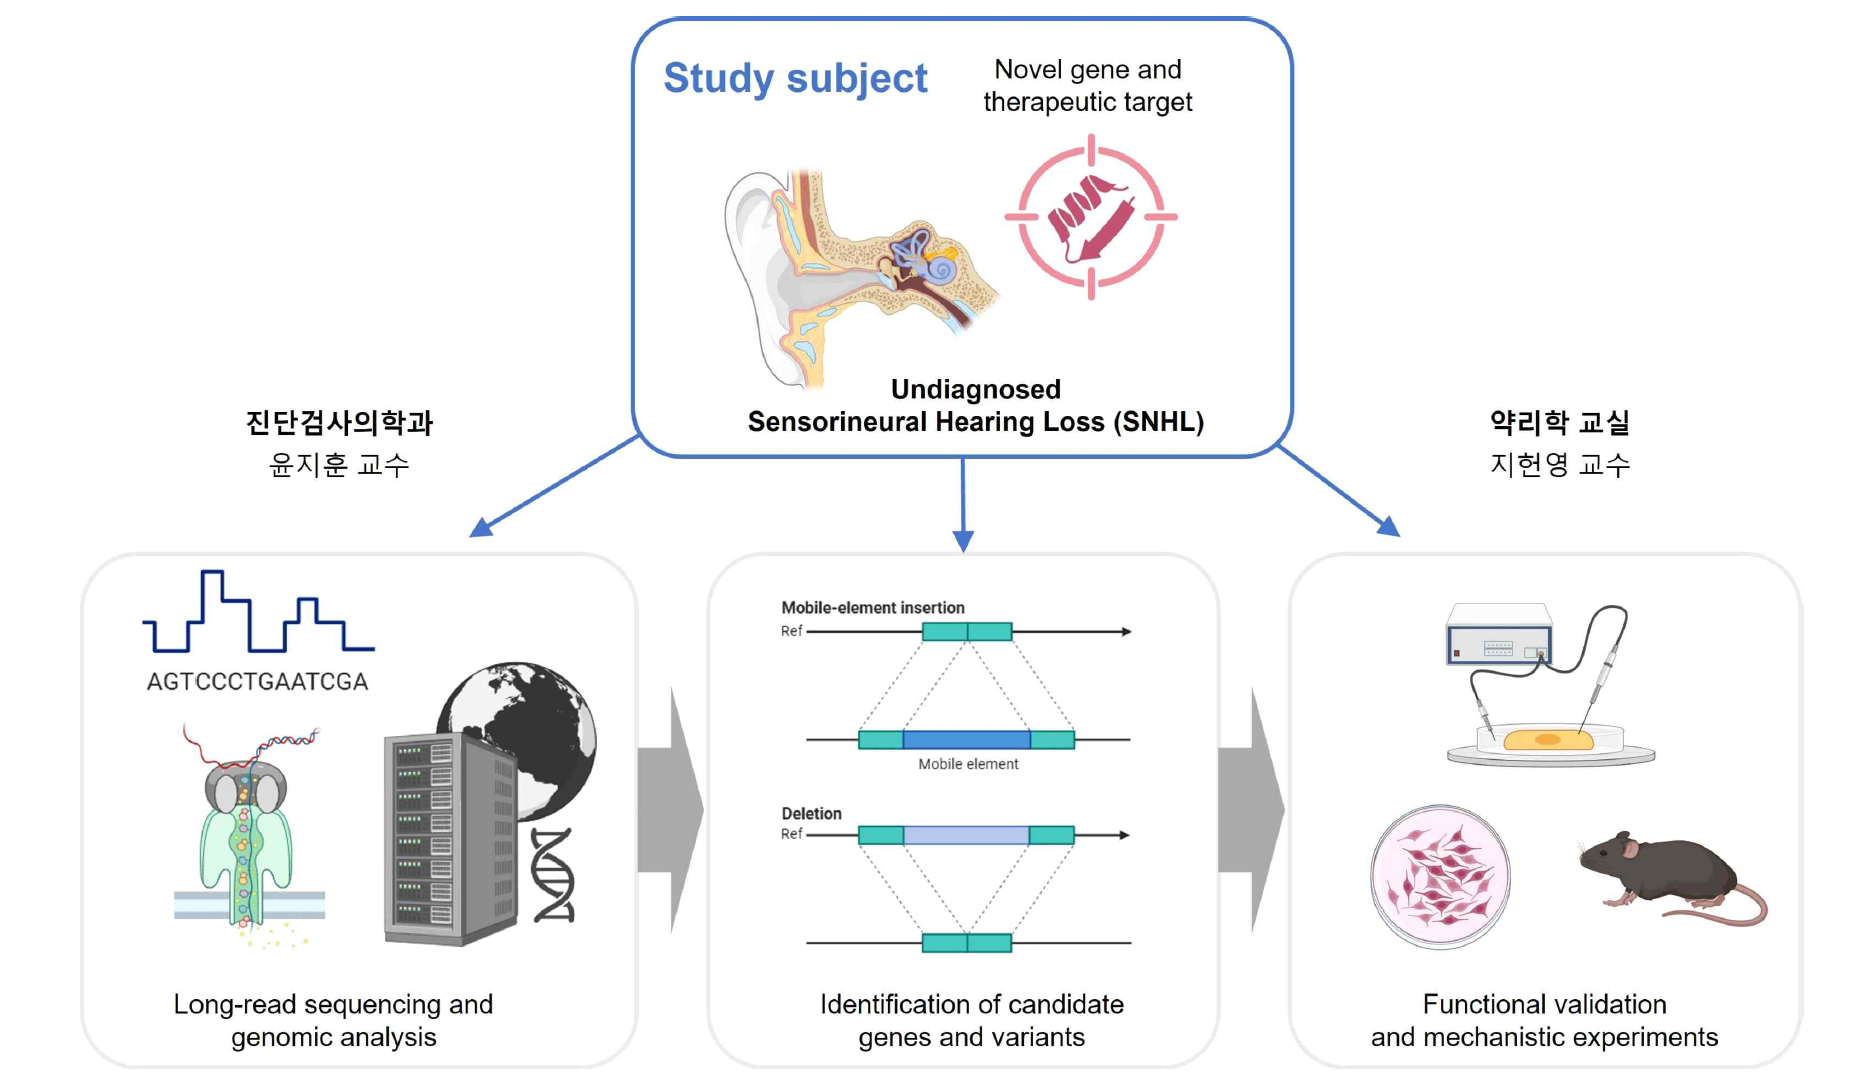 Study subject
Novel gene and
therapeutic target
Undiagnosed
Sensorineural Hearing Loss (SNHL)
진단검사의학과
윤지훈 교수
약리학 교실
지헌영 교수
AGTCCCTGAATCGA
Long-read sequencing and
genomic analysis
Mobile-element insertion
Ref
Mobile element
Deletion
Ref
Identification of candidate
genes and variants
Functional validation
and mechanistic experiments